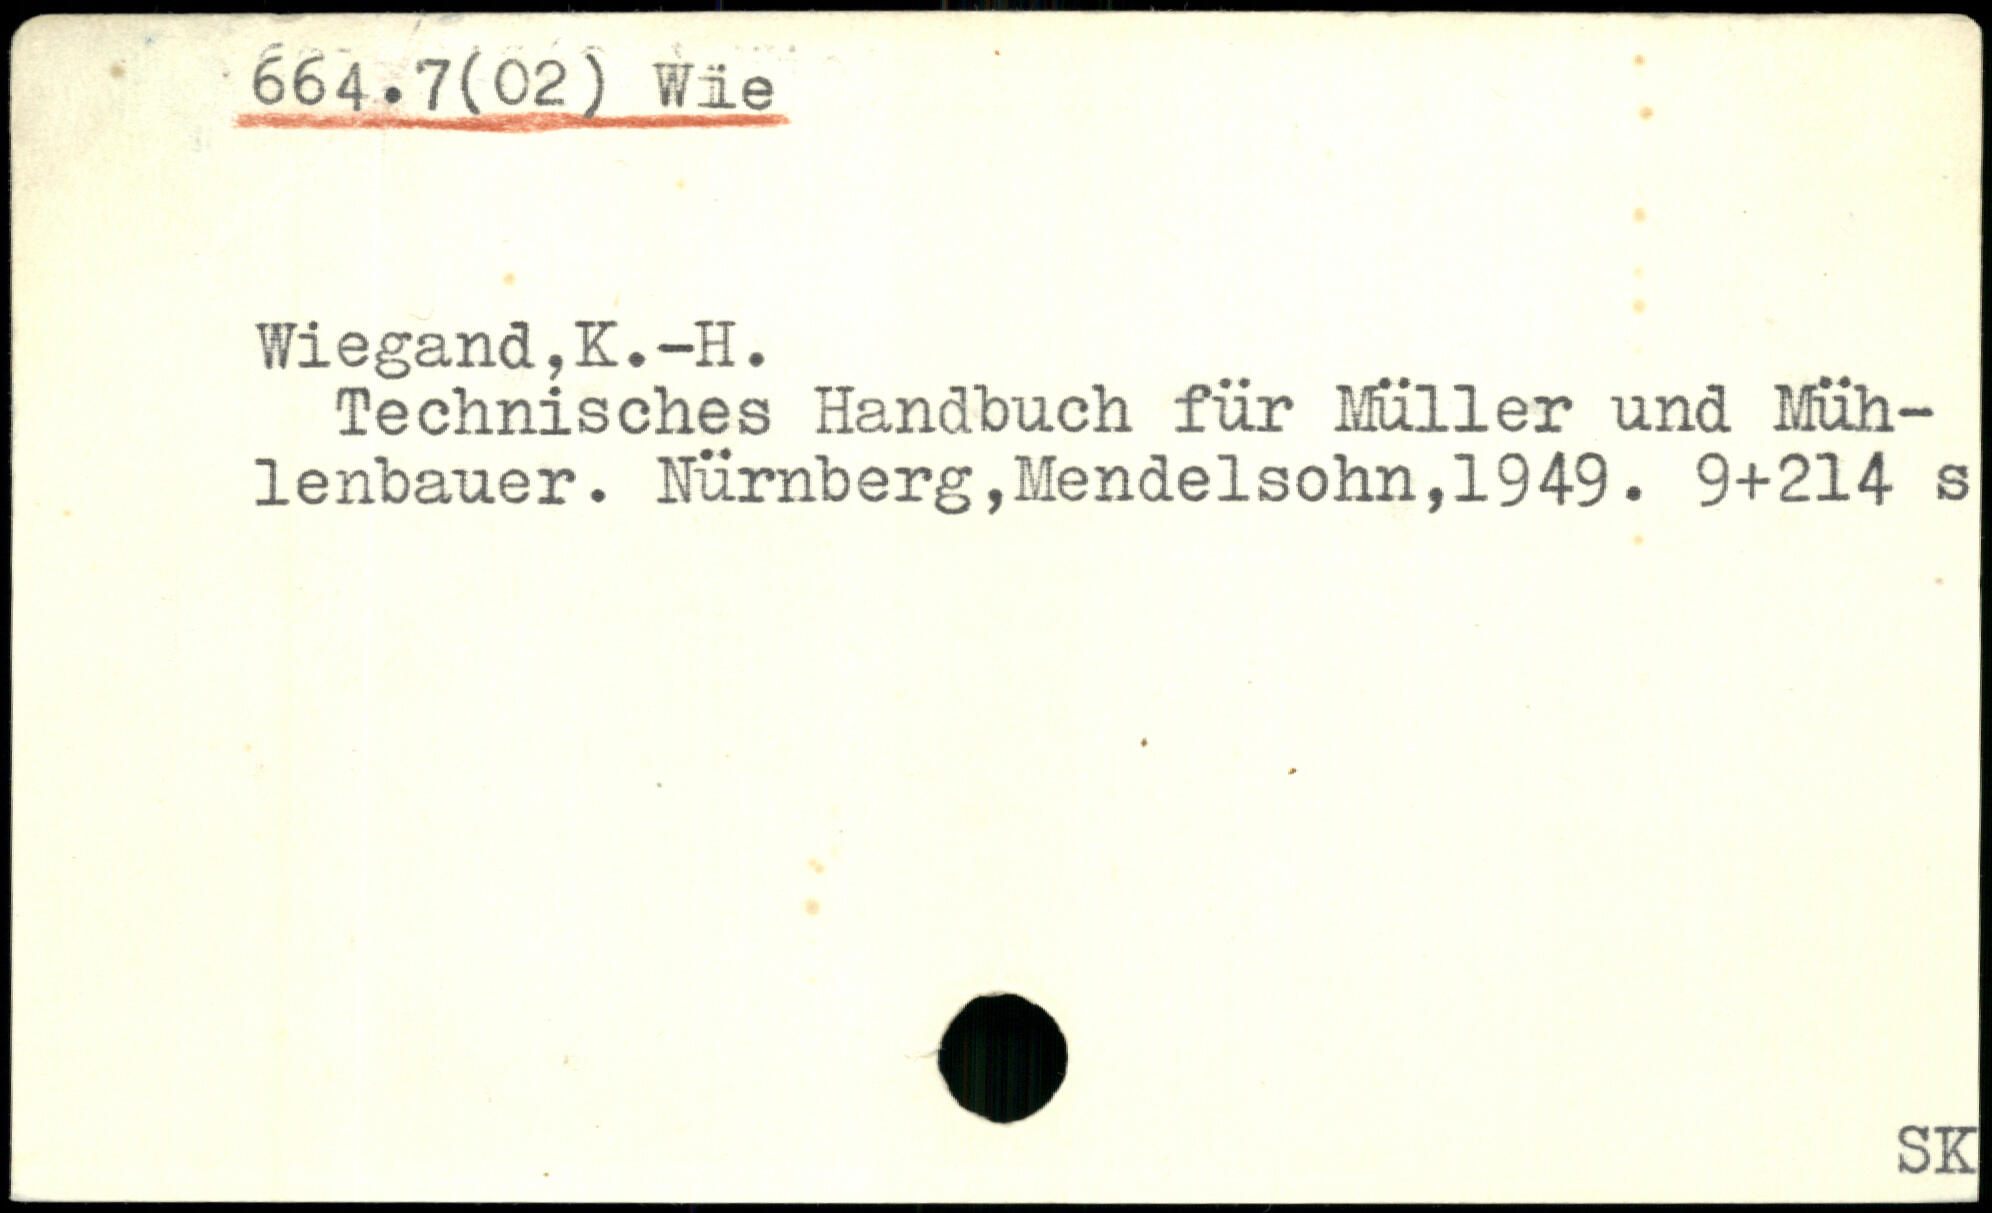 664.7(02) Wie
Wiegand,K.-H.
Technisches Handbuch für Müller und Müh-
lenbauer. Nürnberg,Mendelsohn,1949. 9+214 s
SK